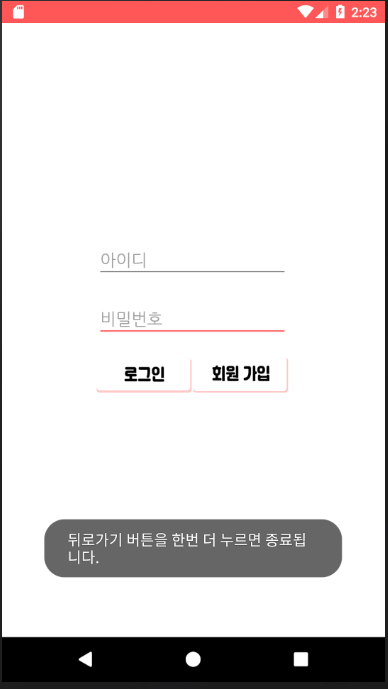 2:23
아이디
비밀번호
로그인 회원 가입
뒤로가기 버튼을 한번 더 누르면 종료됩
니다.